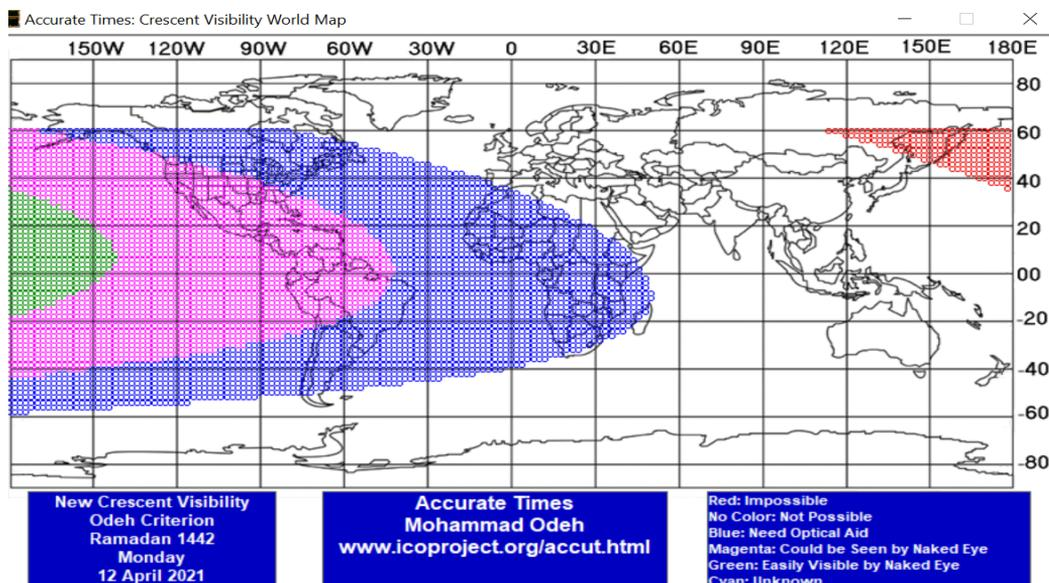 Accurate Times: Crescent Visibility World Map
150W 120W 90W 60W 30W 0 30E 60E 90E 120E 150E 180E
80
60
40
20
00
-20
-40
-60
-80
New Crescent Visibility
Odeh Criterion
Ramadan 1442
Monday
12 April 2021
Accurate Times
Mohammad Odeh
www.icoproject.org/accut.html
Red: Impossible
No Color: Not Possible
Blue: Need Optical Aid
Magenta: Could be Seen by Naked Eye
Green: Easily Visible by Naked Eye
Cyan: Unknown